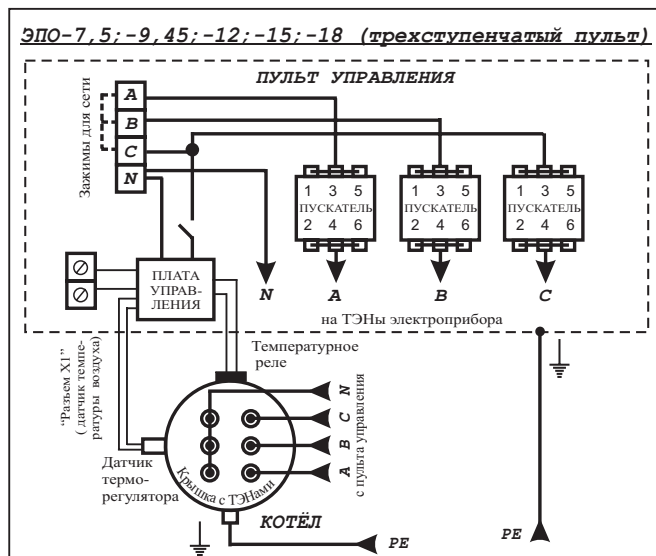 ЭПО-7,5;-9,45;-12;-15;-18 (трехступенчатый пульт)
ПУЛЬТ УПРАВЛЕНИЯ
Зажимы для сети
A
B
C
N
1 3 5
ПУСКАТЕЛЬ
2 4 6
1 3 5
ПУСКАТЕЛЬ
2 4 6
1 3 5
ПУСКАТЕЛЬ
2 4 6
ПЛАТА
УПРАВ-
ЛЕНИЯ
N
A
B
C
на ТЭНы электроприбора
"Разъем X1"
(датчик темпе-
ратуры воздуха)
Температурное
реле
N
C
B
A
с пульта управления
Датчик
термо-
регулятора
Крышка с ТЭНами
КОТЁЛ
PE
PE